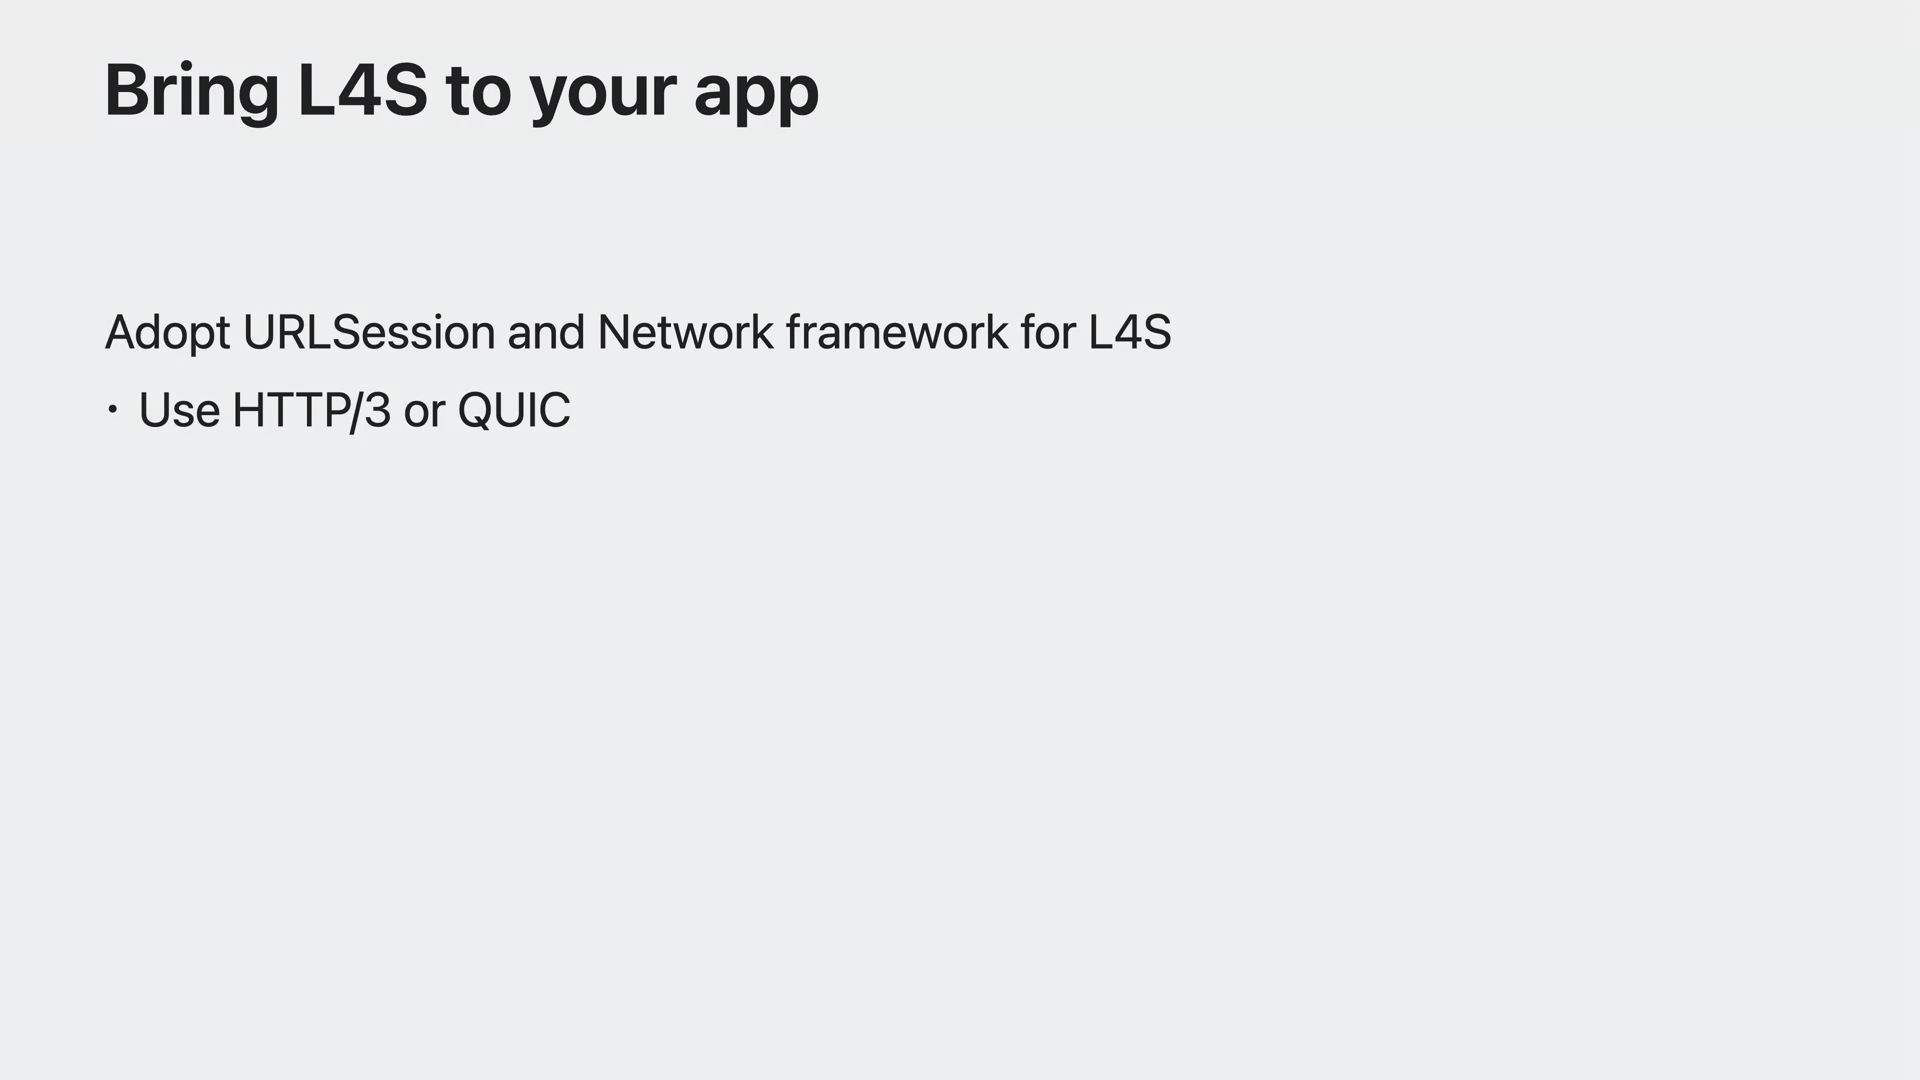 Bring L4S to your app
Adopt URLSession and Network framework for L4S
• Use HTTP/3 or QUIC